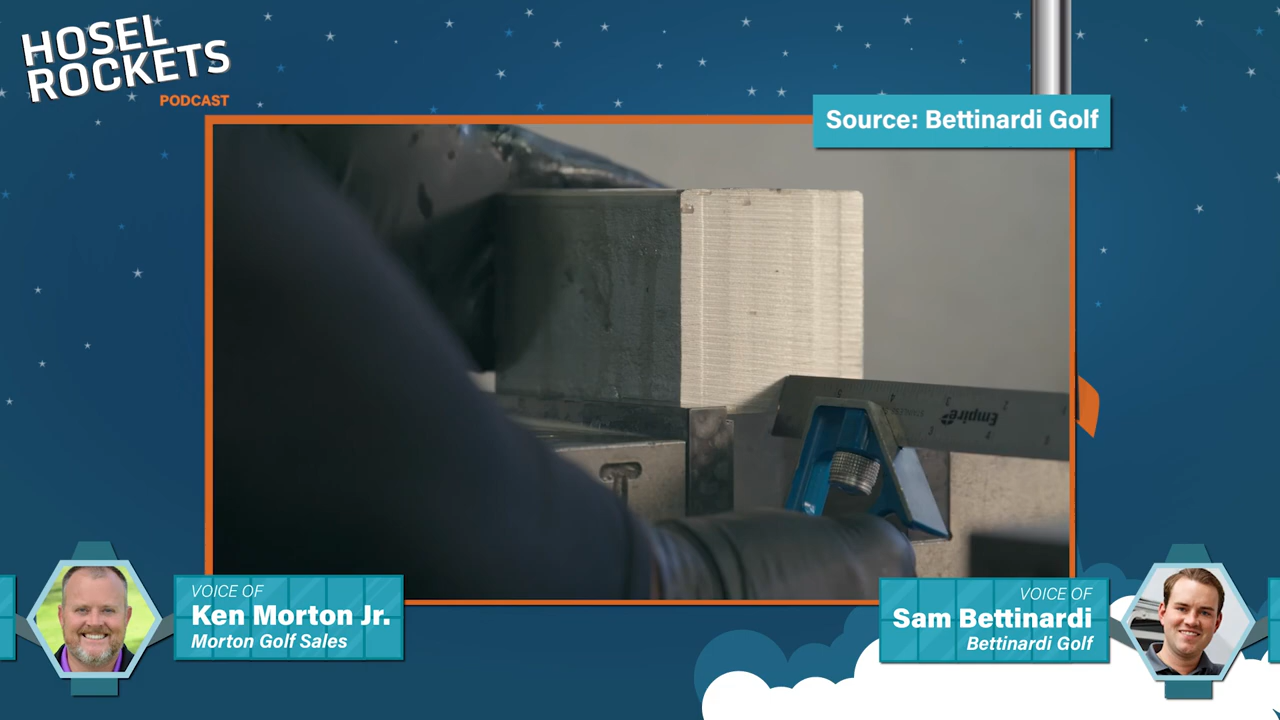 HOSEL
ROCKETS
PODCAST
Source: Bettinardi Golf
Empire
VOICE OF
Ken Morton Jr.
Morton Golf Sales
VOICE OF
Sam Bettinardi
Bettinardi Golf